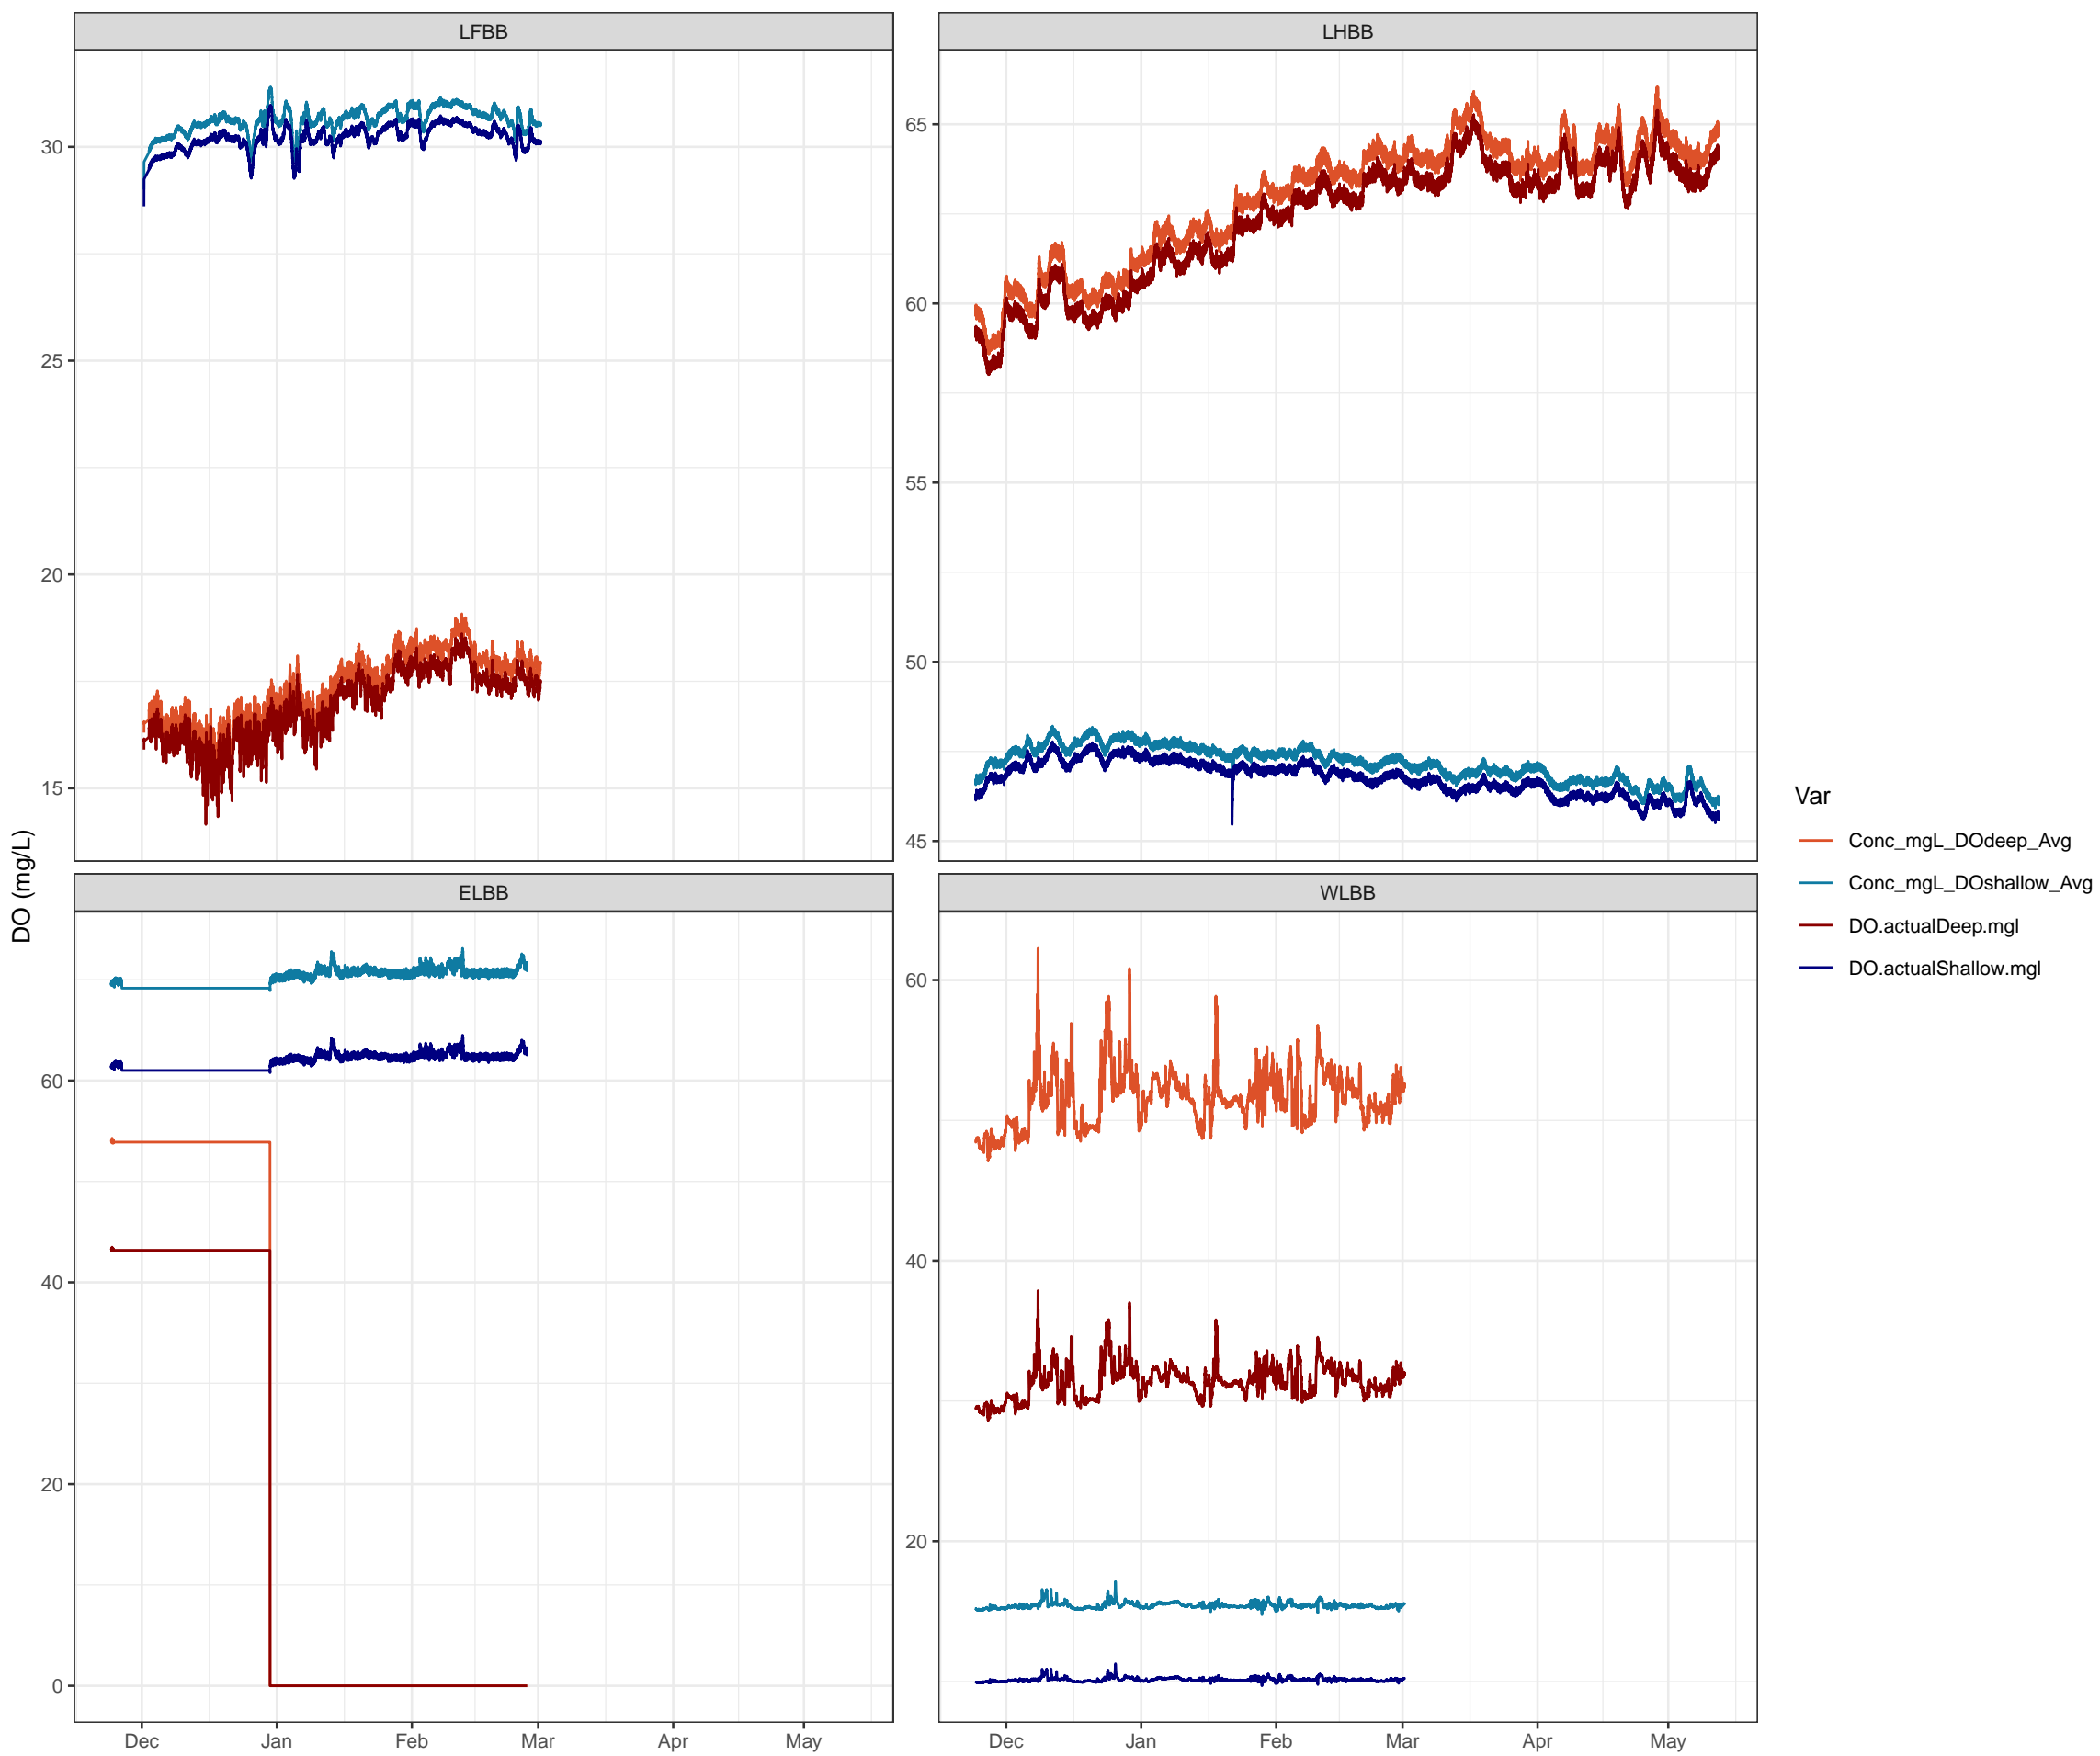 LFBB
LHBB
30
25
20
15
65
60
55
50
45
DO (mg/L)
ELBB
WLBB
60
40
20
0
60
40
20
Dec Jan Feb Mar Apr May
Dec Jan Feb Mar Apr May
Var
Conc_mgL_DOdeep_Avg
Conc_mgL_DOshallow_Avg
DO.actualDeep.mgl
DO.actualShallow.mgl